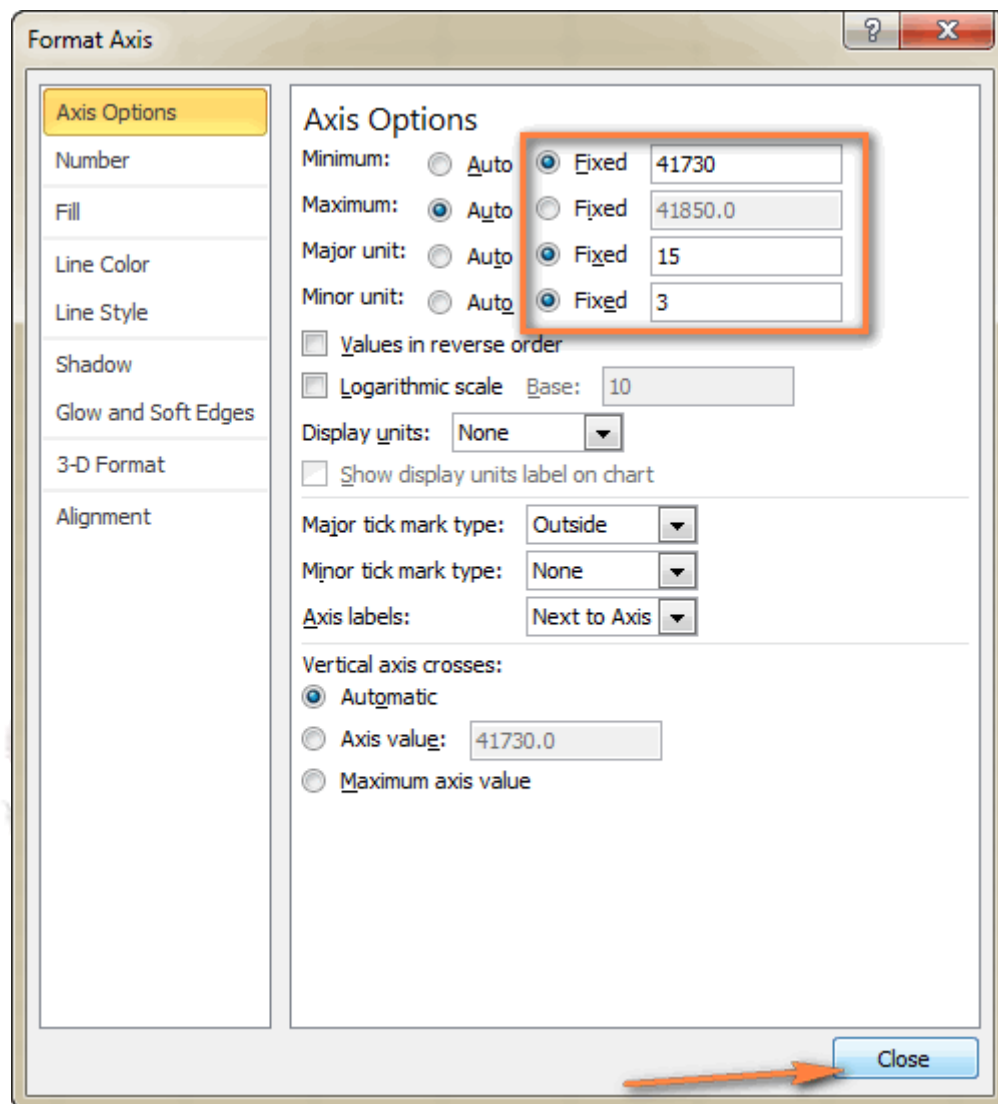 Format Axis
Axis Options
Number
Fill
Line Color
Line Style
Shadow
Glow and Soft Edges
3-D Format
Alignment
Axis Options
Minimum: Auto Fixed 41730
Maximum: Auto Fixed 41850.0
Major unit: Auto Fixed 15
Minor unit: Auto Fixed 3
Values in reverse order
Logarithmic scale Base: 10
Display units: None
Show display units label on chart
Major tick mark type: Outside
Minor tick mark type: None
Axis labels: Next to Axis
Vertical axis crosses:
Automatic
Axis value: 41730.0
Maximum axis value
Close